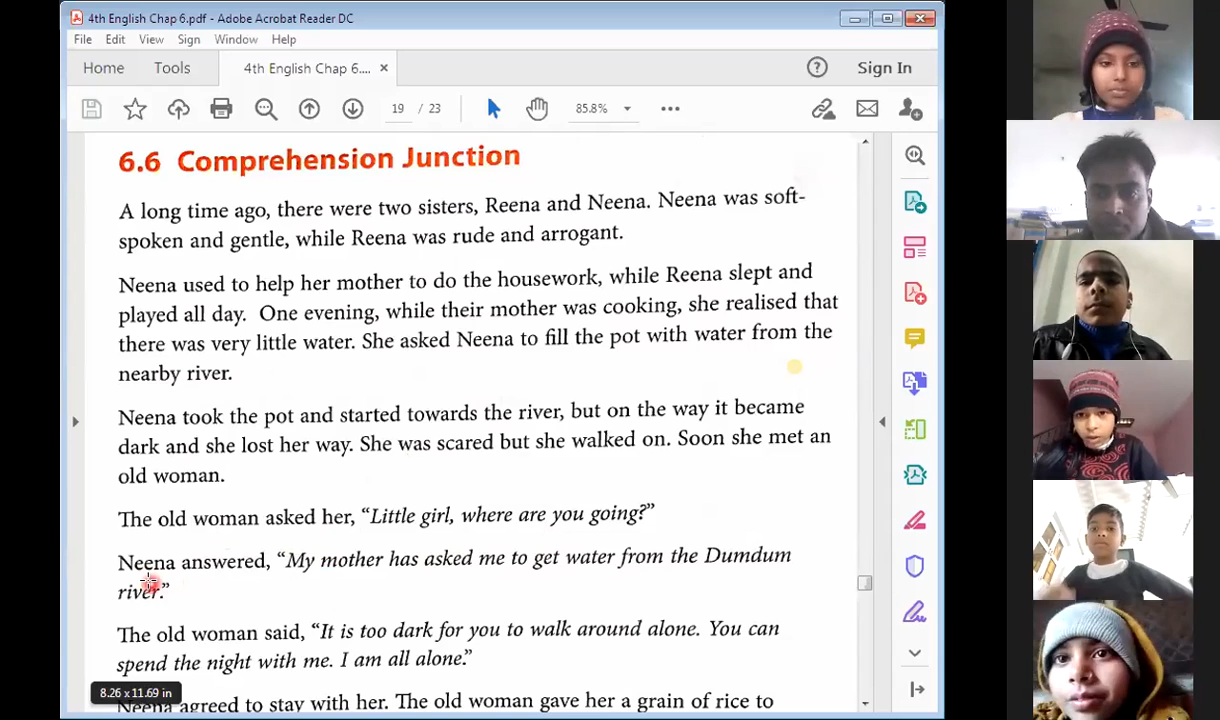 4th English Chap 6.pdf - Adobe Acrobat Reader DC
File Edit View Sign Window Help
Home Tools 4th English Chap 6.... × Sign In
19 / 23 85.8%
6.6 Comprehension Junction
A long time ago, there were two sisters, Reena and Neena. Neena was soft-
spoken and gentle, while Reena was rude and arrogant.
Neena used to help her mother to do the housework, while Reena slept and
played all day. One evening, while their mother was cooking, she realised that
there was very little water. She asked Neena to fill the pot with water from the
nearby river.
Neena took the pot and started towards the river, but on the way it became
dark and she lost her way. She was scared but she walked on. Soon she met an
old woman.
The old woman asked her, “Little girl, where are you going?”
Neena answered, “My mother has asked me to get water from the Dumdum
river.”
The old woman said, “It is too dark for you to walk around alone. You can
spend the night with me. I am all alone.”
8.26 x 11.69 in
Neena agreed to stay with her. The old woman gave her a grain of rice to